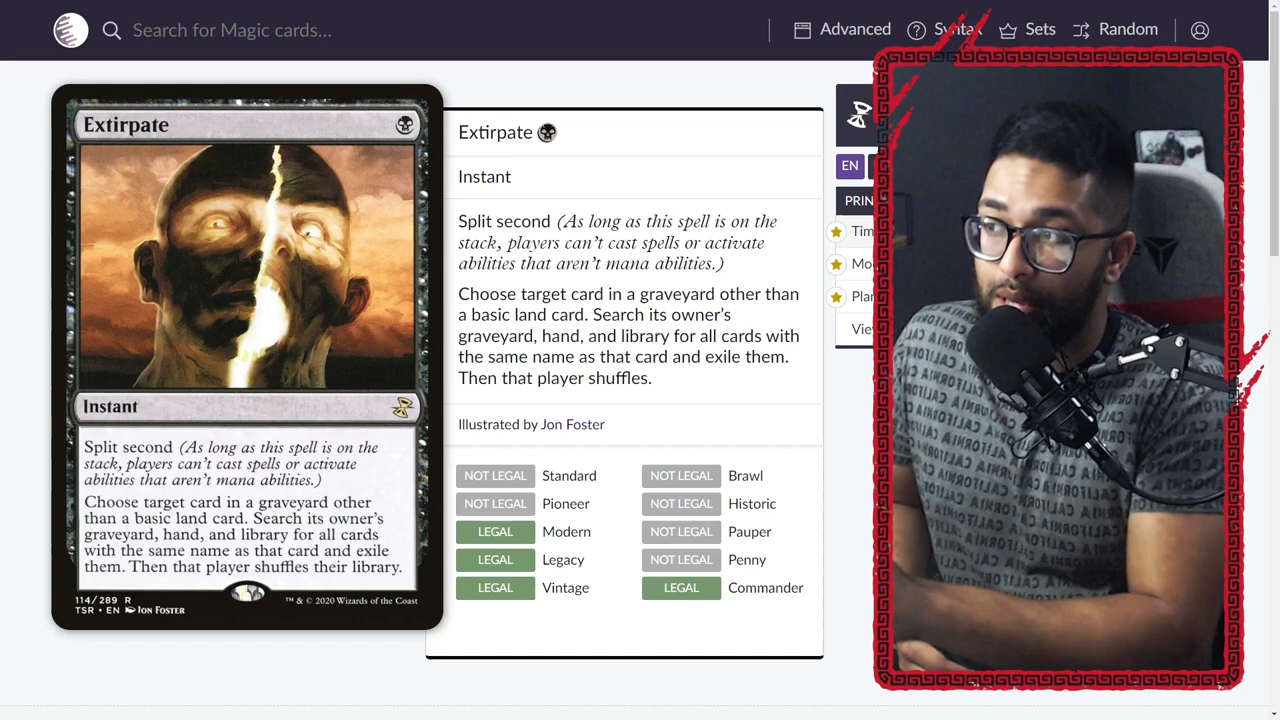 Search for Magic cards...
Advanced
Syntax
Sets
Random
Extirpate
Instant
Split second (As long as this spell is on the
stack, players can't cast spells or activate
abilities that aren't mana abilities.)
Choose target card in a graveyard other
than a basic land card. Search its owner's
graveyard, hand, and library for all cards
with the same name as that card and exile
them. Then that player shuffles their library.
114/289 R
TSR • EN JON FOSTER
™ & © 2020 Wizards of the Coast
Extirpate
Instant
Split second (As long as this spell is on the
stack, players can't cast spells or activate
abilities that aren't mana abilities.)
Choose target card in a graveyard other than
a basic land card. Search its owner's
graveyard, hand, and library for all cards with
the same name as that card and exile them.
Then that player shuffles.
Illustrated by Jon Foster
NOT LEGAL Standard NOT LEGAL Brawl
NOT LEGAL Pioneer NOT LEGAL Historic
LEGAL Modern NOT LEGAL Pauper
LEGAL Legacy NOT LEGAL Penny
LEGAL Vintage LEGAL Commander
EN
PRIN
Tim
Mo
Plan
Vie
CALIFORNIA